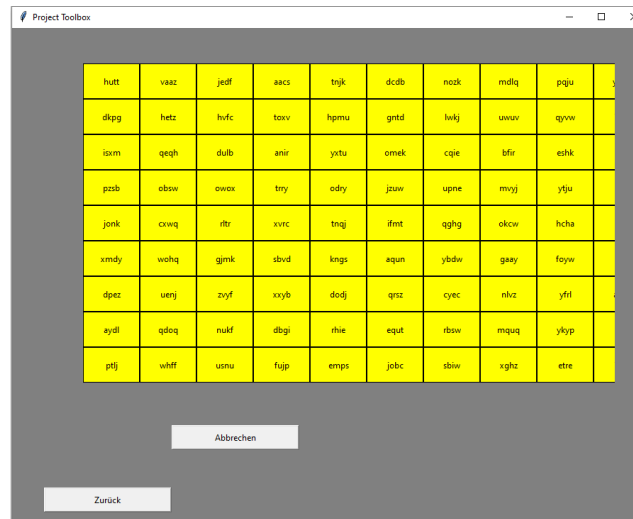 Project Toolbox
hutt vaaz jedf aacs tnjk dcdb nozk mdlq pqju
dkpg hetz hvfc toxv hpmu gntd lwkj uwuv qyvw
isxm qeqh dulb anir yxtu omek cqie bfir eshk
pzsb obsw owox trry odry jzuw upne mvyj ytju
jonk cxwq rltr xvrc tnqj ifmt qghg okcw hcha
xmdy wohq gjmk sbvd kngs aqun ybdw gaay foyw
dpez uenj zvyf xxyb dodj qrsz cyec nlvz yfrl
aydl qdoq nukf dbgi rhie equt rbsw mquq ykyp
ptlj whff usnu fujp emps jobc sbiw xghz etre
Abbrechen
Zurück